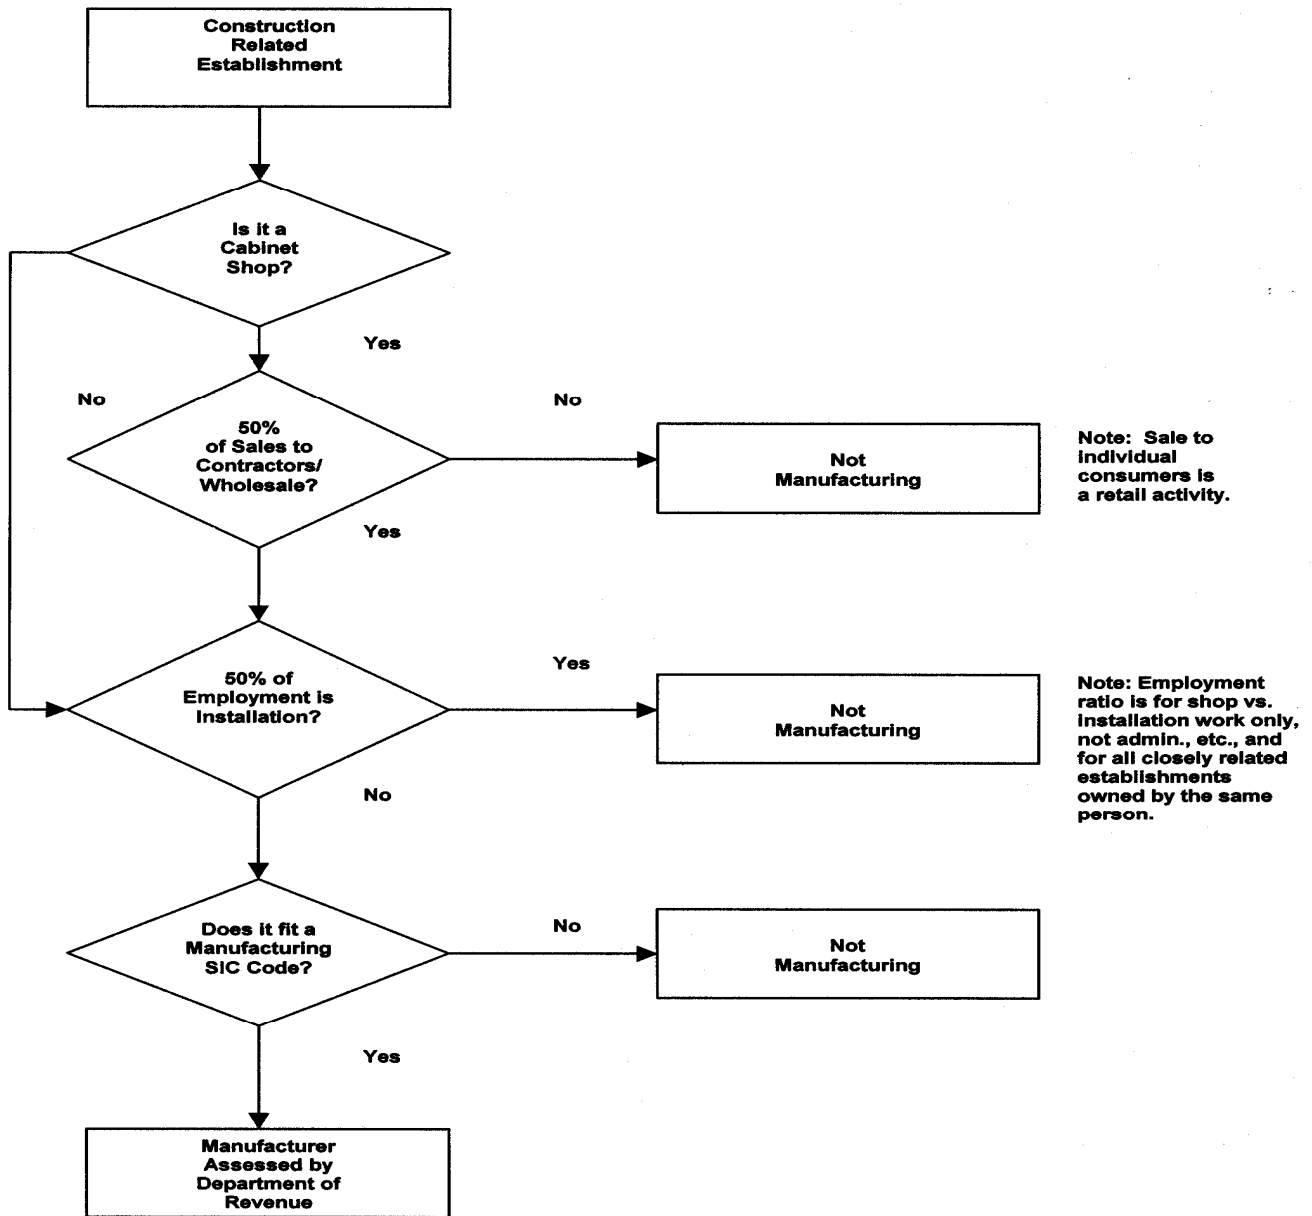 Construction
Related
Establishment
Is it a
Cabinet
Shop?
Yes
No
No
50%
of Sales to
Contractors/
Wholesale?
Not
Manufacturing
Note: Sale to
individual
consumers is
a retail activity.
Yes
50% of
Employment is
Installation?
Yes
Not
Manufacturing
Note: Employment
ratio is for shop vs.
installation work only,
not admin., etc., and
for all closely related
establishments
owned by the same
person.
No
Does it fit a
Manufacturing
SIC Code?
No
Not
Manufacturing
Yes
Manufacturer
Assessed by
Department of
Revenue